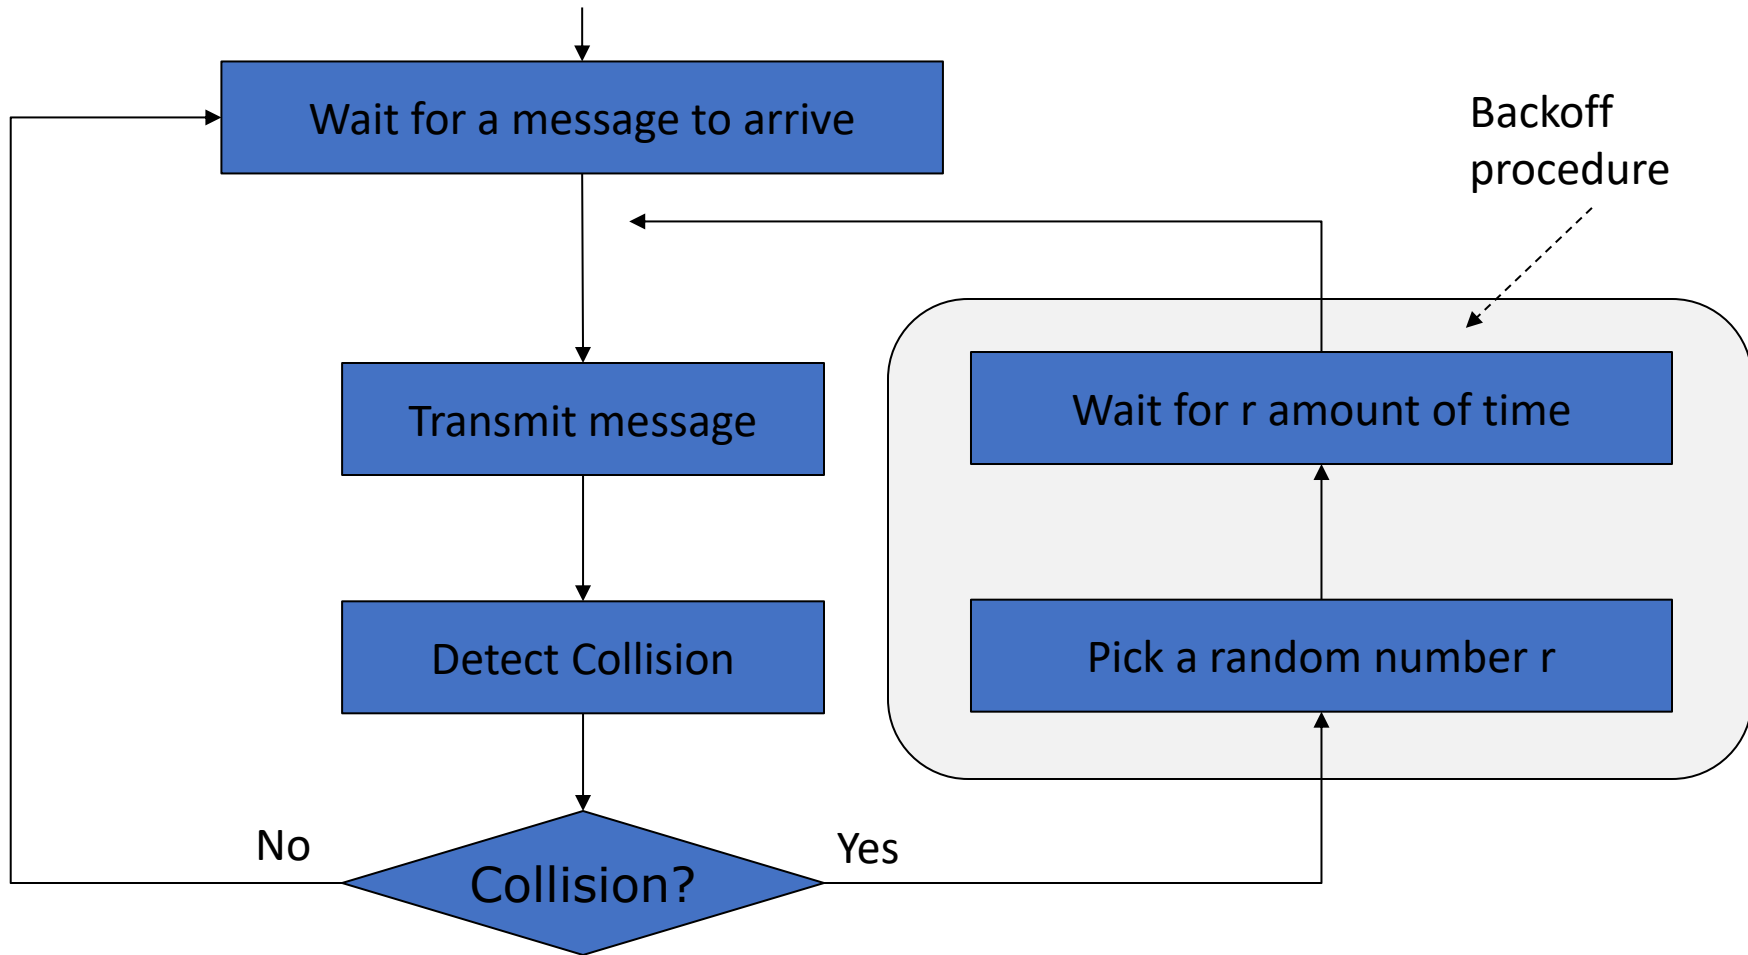 Wait for a message to arrive
Backoff
procedure
Transmit message
Wait for r amount of time
Detect Collision
Pick a random number r
No
Collision?
Yes